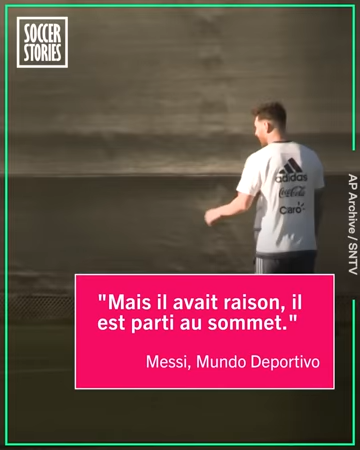 SOCCER
STORIES
adidas
Coca-Cola
Claro
AP Archive / SNTV
"Mais il avait raison, il
est parti au sommet."
Messi, Mundo Deportivo